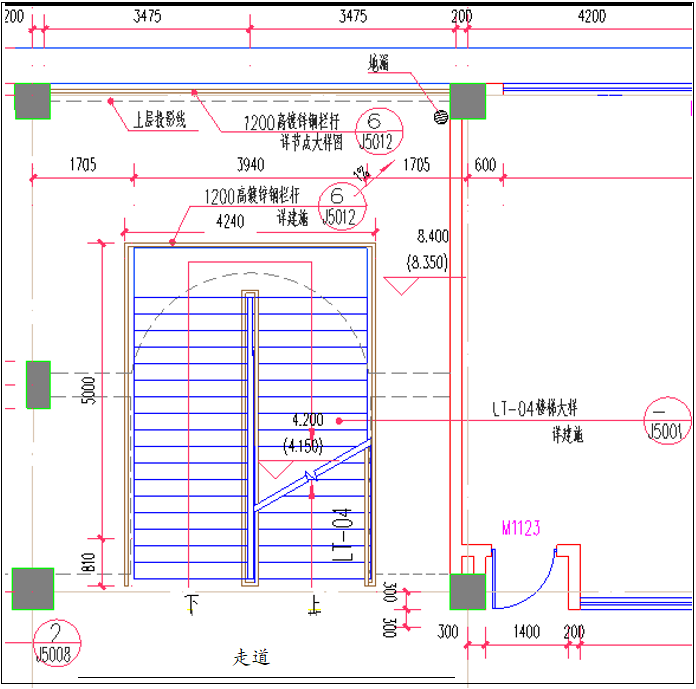 200
3475
3475
200
4200
地漏
上层投影线
1200高镀锌钢栏杆
详节点大样图
6
J5012
1705
3940
1705
600
1%
1200高镀锌钢栏杆
详建施
6
J5012
4240
8.400
(8.350)
5000
4.200
(4.150)
LT-04楼梯大样
详建施
一
J5001
LT-04
M1123
810
300
300
下
上
2
J5008
走道
300
1400
200